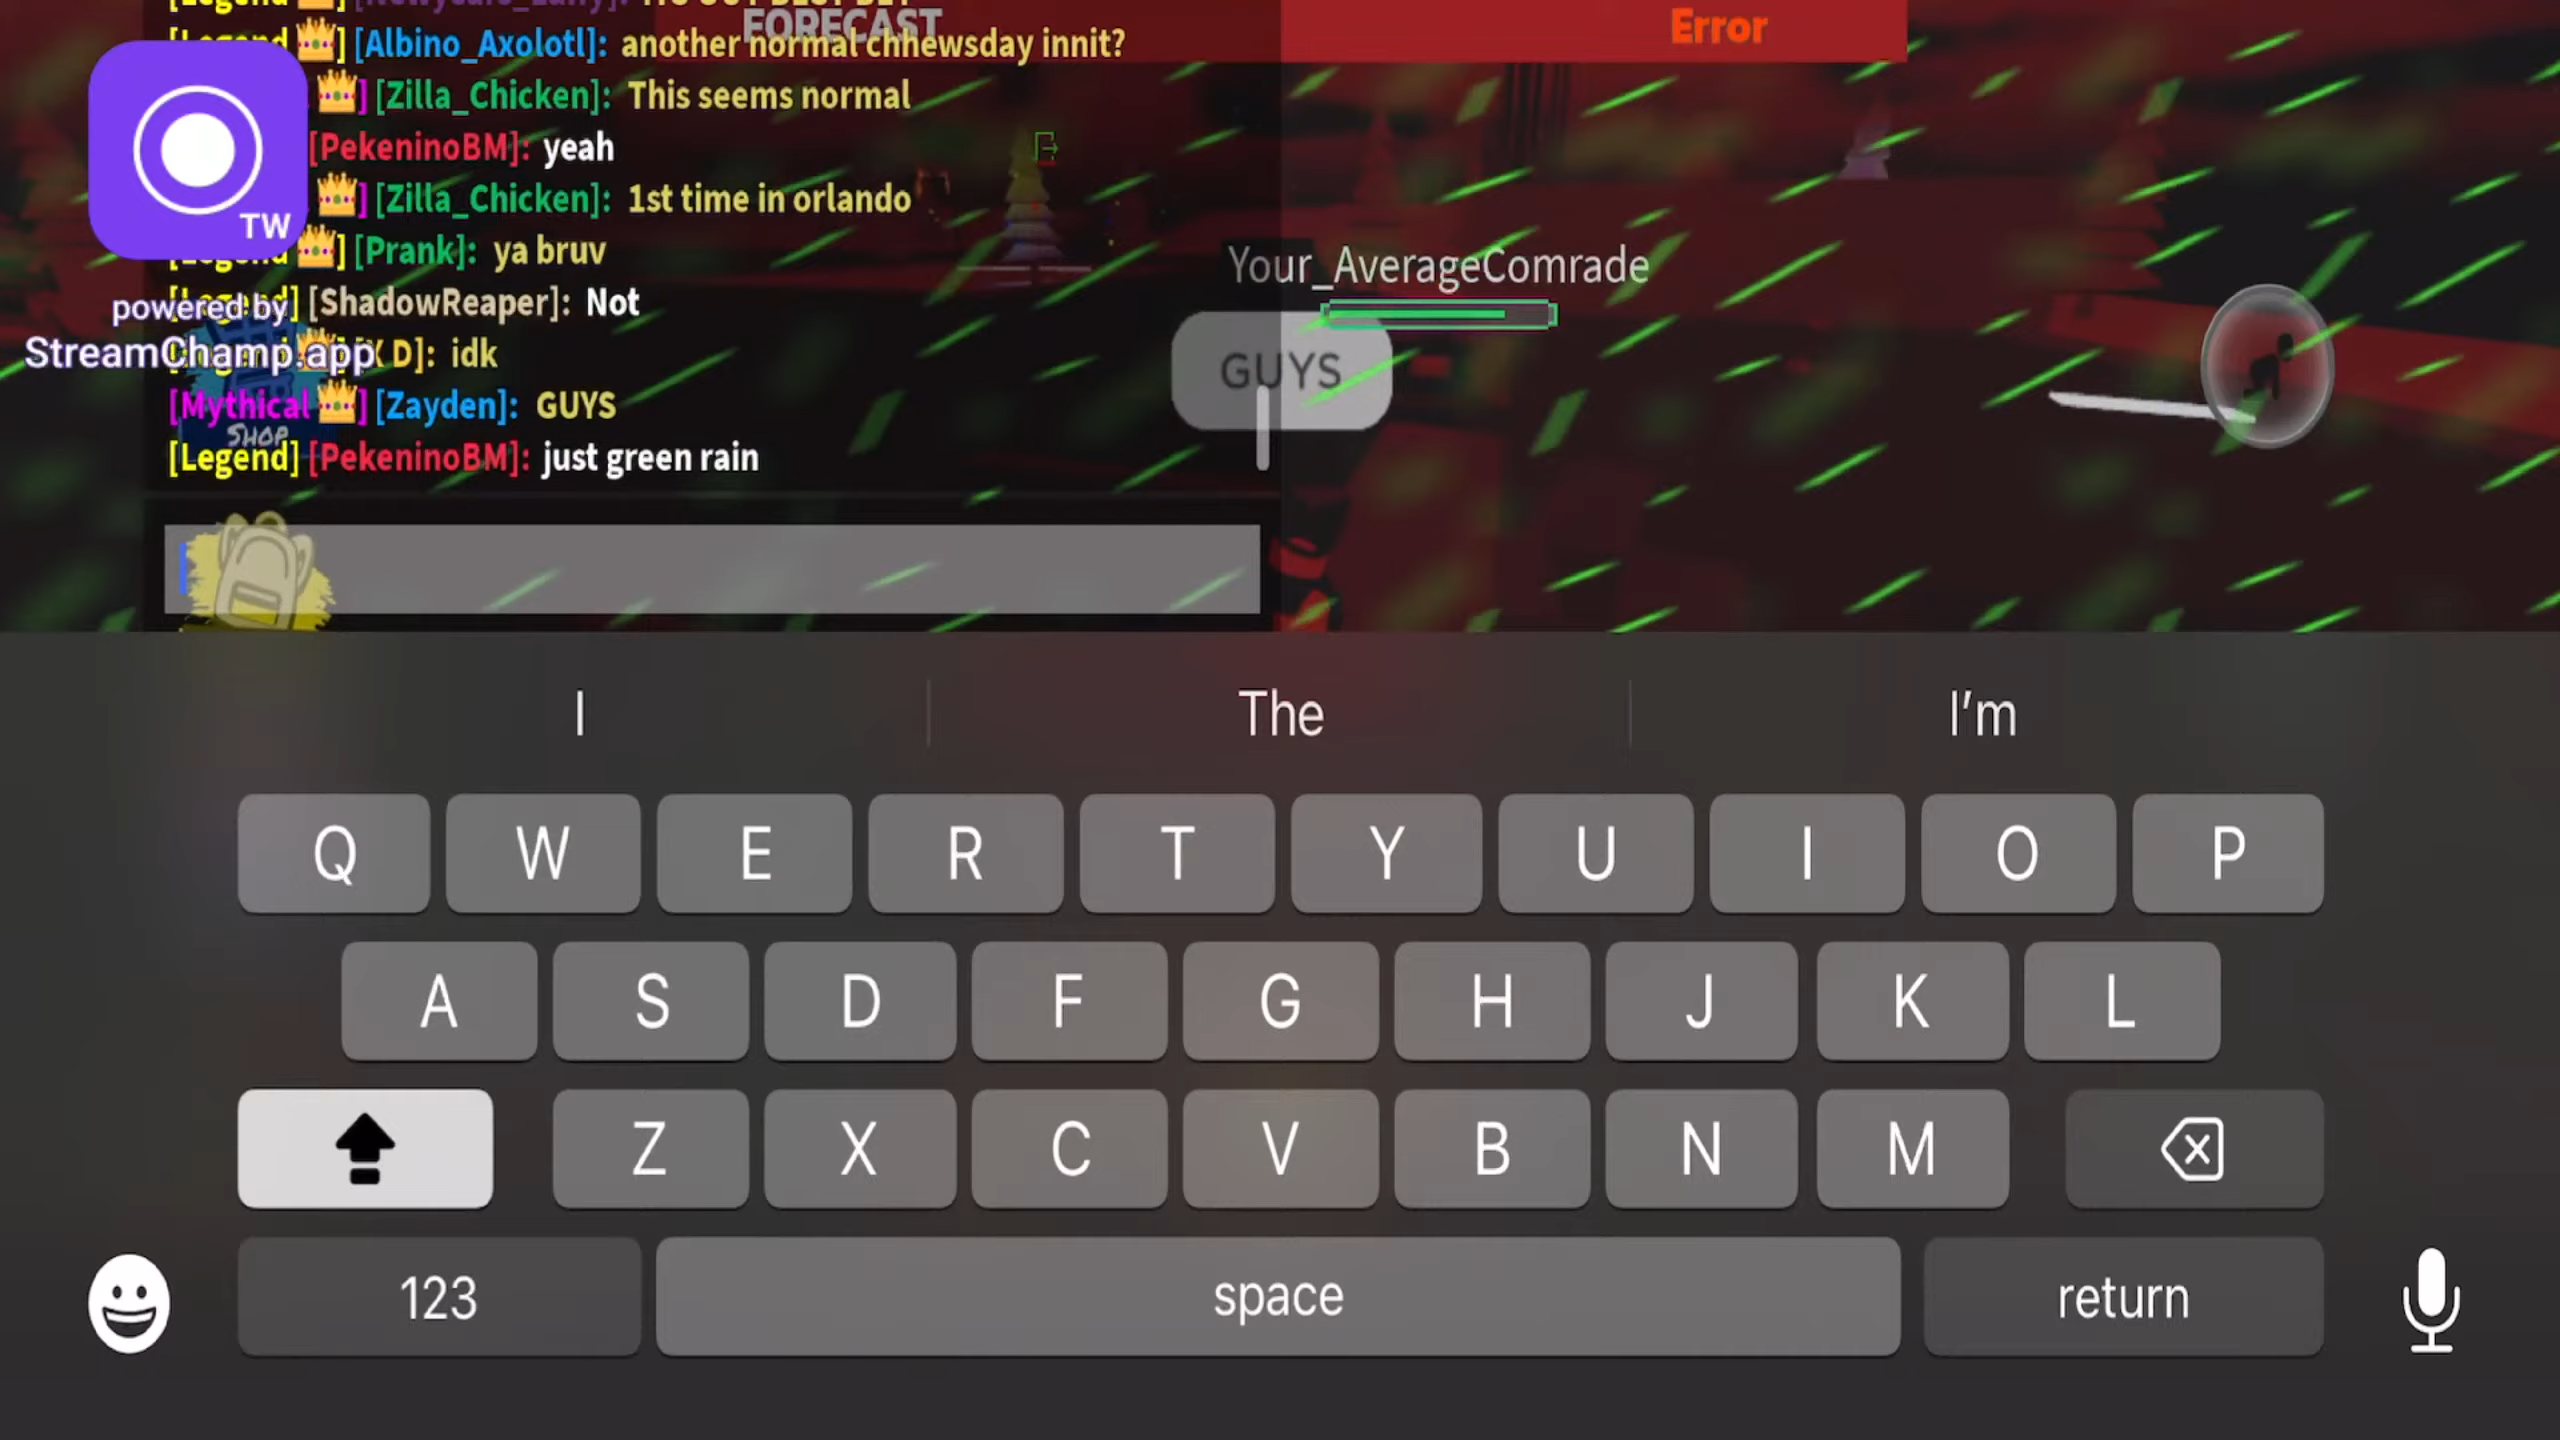 FORECAST
Error
[Albino_Axolotl]: another normal chhewsday innit?
[Zilla_Chicken]: This seems normal
[PekeninoBM]: yeah
[Zilla_Chicken]: 1st time in orlando
TW
[Prank]: ya bruv
Your_AverageComrade
[ShadowReaper]: Not
powered by
StreamChamp.app
D]: idk
GUYS
[Mythical 👑] [Zayden]: GUYS
SHOP
[Legend] [PekeninoBM]: just green rain
I The I'm
Q W E R T Y U I O P
A S D F G H J K L
Z X C V B N M
123 space return